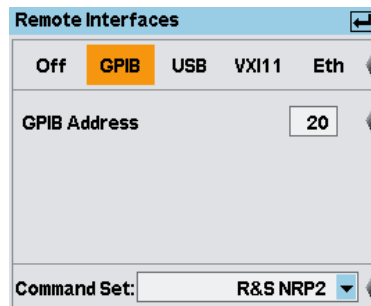 Remote Interfaces
Off GPIB USB VXI11 Eth
GPIB Address 20
Command Set: R&S NRP2